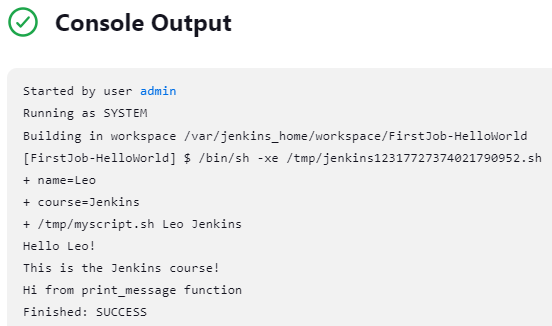 Console Output
Started by user admin
Running as SYSTEM
Building in workspace /var/jenkins_home/workspace/FirstJob-HelloWorld
[FirstJob-HelloWorld] $ /bin/sh -xe /tmp/jenkins12317727374021790952.sh
+ name=Leo
+ course=Jenkins
+ /tmp/myscript.sh Leo Jenkins
Hello Leo!
This is the Jenkins course!
Hi from print_message function
Finished: SUCCESS